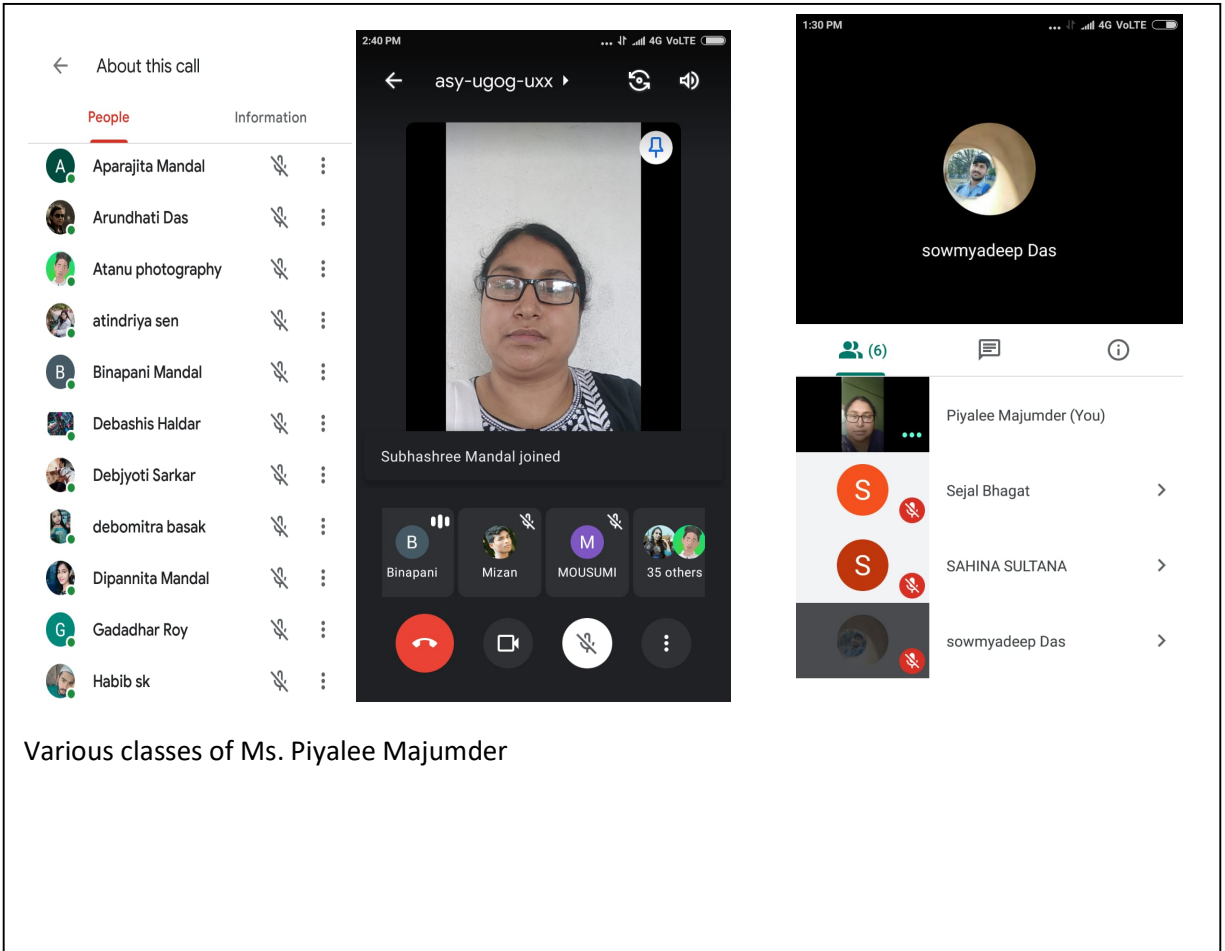 About this call
People Information
A Aparajita Mandal
Arundhati Das
Atanu photography
atindriya sen
B Binapani Mandal
Debashis Haldar
Debjyoti Sarkar
debomitra basak
Dipannita Mandal
G Gadadhar Roy
Habib sk
2:40 PM ... 4G VoLTE
asy-ugog-uxx
Subhashree Mandal joined
B M
Binapani Mizan MOUSUMI 35 others
1:30 PM ... 4G VoLTE
sowmyadeep Das
(6)
Piyalee Majumder (You)
S Sejal Bhagat
S SAHINA SULTANA
sowmyadeep Das
Various classes of Ms. Piyalee Majumder